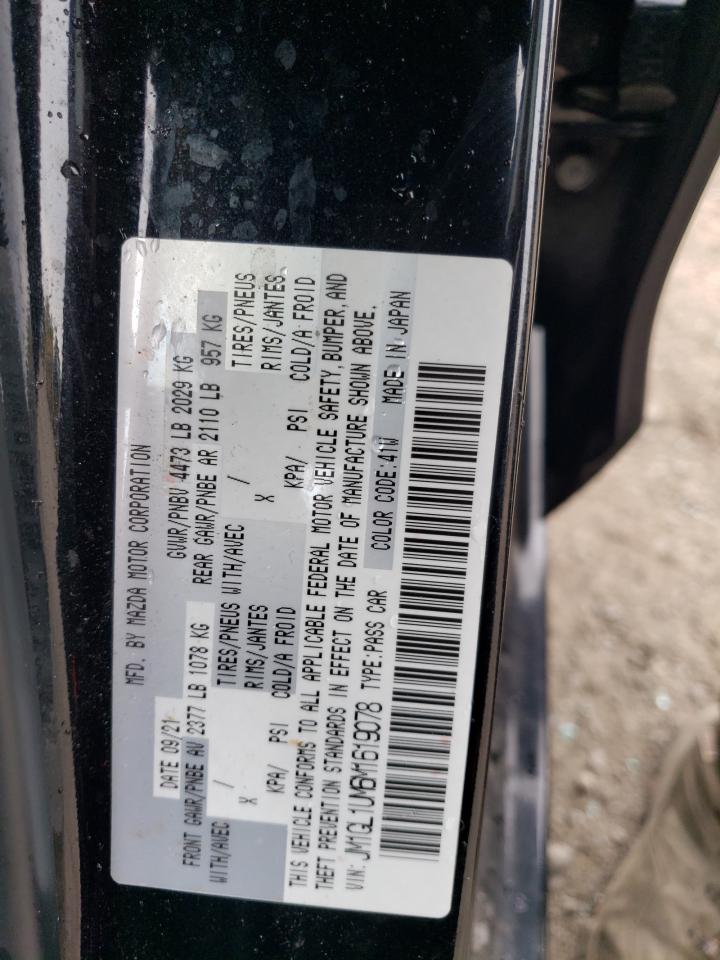 MFD. BY MAZDA MOTOR CORPORATION
DATE 09/21 GVWR/PNBV 4473 LB 2029 KG
FRONT GAWR/PNBE AV 2377 LB 1078 KG REAR GAWR/PNBE AR 2110 LB 957 KG
WITH/AVEC / TIRES/PNEUS WITH/AVEC / TIRES/PNEUS
X RIMS/JANTES X RIMS/JANTES
KPA/ PSI COLD/A FROID KPA/ PSI COLD/A FROID
THIS VEHICLE CONFORMS TO ALL APPLICABLE FEDERAL MOTOR VEHICLE SAFETY, BUMPER, AND
THEFT PREVENTION STANDARDS IN EFFECT ON THE DATE OF MANUFACTURE SHOWN ABOVE.
VIN: JM1GL1UM6M1619078 TYPE:PASS CAR COLOR CODE:41W MADE IN JAPAN